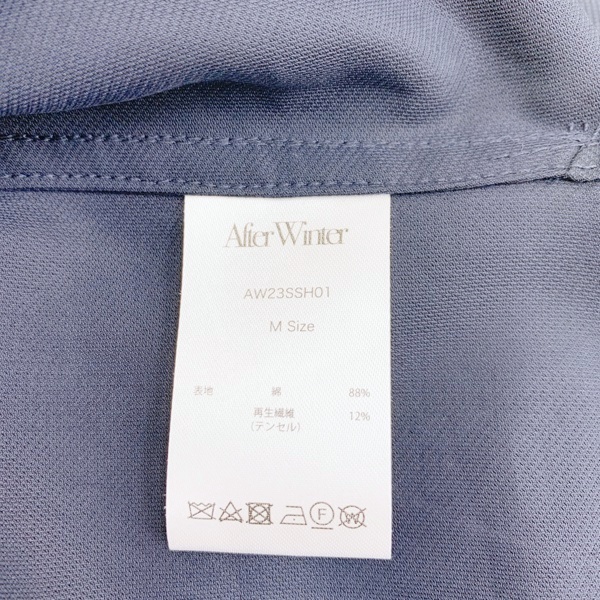 After Winter
AW23SSH01
M Size
表地 綿 88%
再生繊維 12%
(テンセル)
F
W